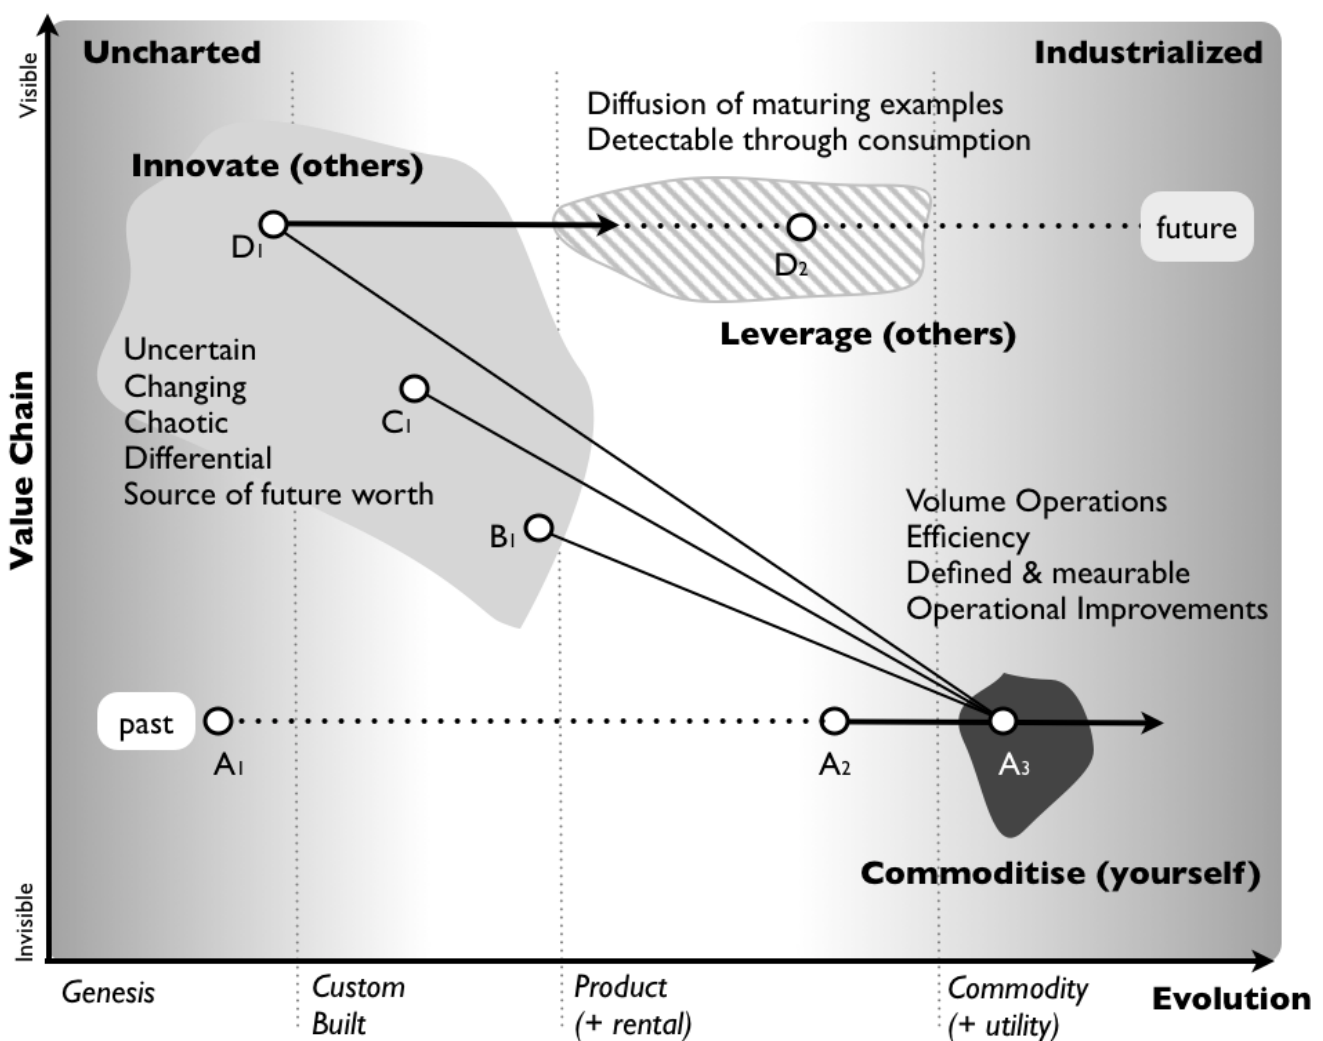 Uncharted
Industrialized
Visible
Diffusion of maturing examples
Detectable through consumption
Innovate (others)
D1
D2
future
Leverage (others)
Uncertain
Changing
Chaotic
Differential
Source of future worth
C1
B1
Value Chain
Volume Operations
Efficiency
Defined & meaurable
Operational Improvements
past
A1
A2
A3
Commoditise (yourself)
Invisible
Genesis
Custom
Built
Product
(+ rental)
Commodity
(+ utility)
Evolution